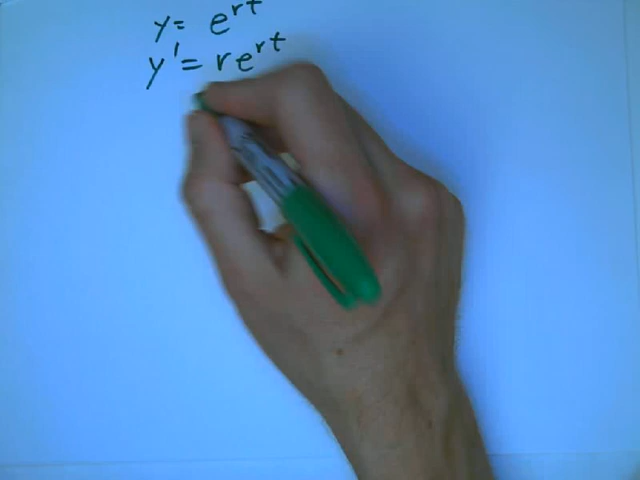 y = e^{rt}
y' = re^{rt}